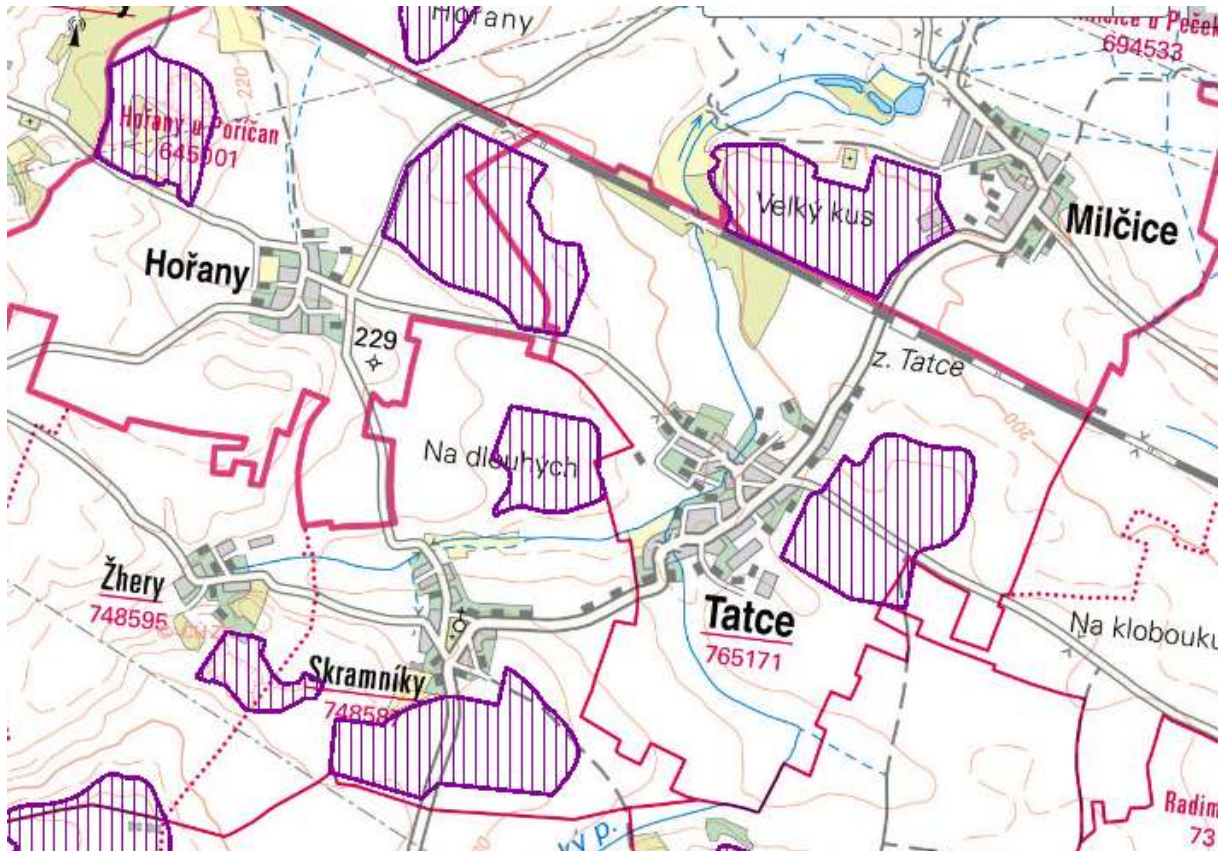 Hořany
694533
220
Hořany u Poříčan
645001
Velký kus
Milčice
Hořany
229
z. Tatce
Na dlouhých
200
Žhery
748595
Tatce
765171
Na klobouku
Skramníky